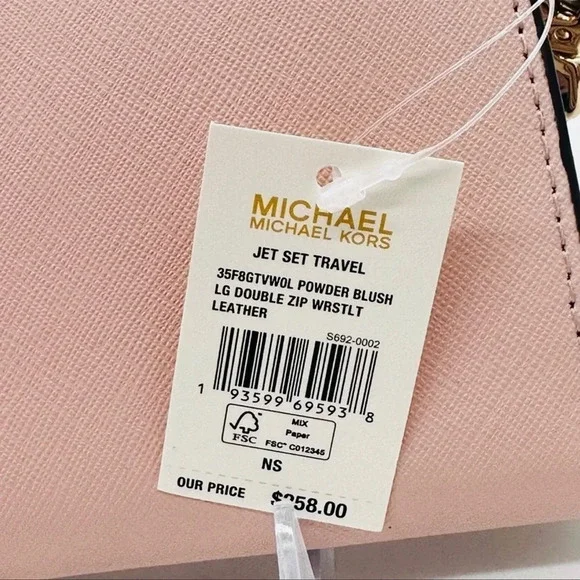 MICHAEL
MICHAEL KORS
JET SET TRAVEL
35F8GTVW0L POWDER BLUSH
LG DOUBLE ZIP WRSTLT
LEATHER
S692-0002
1 93599 69593 8
FSC
MIX
Paper
FSC™ C012345
NS
OUR PRICE